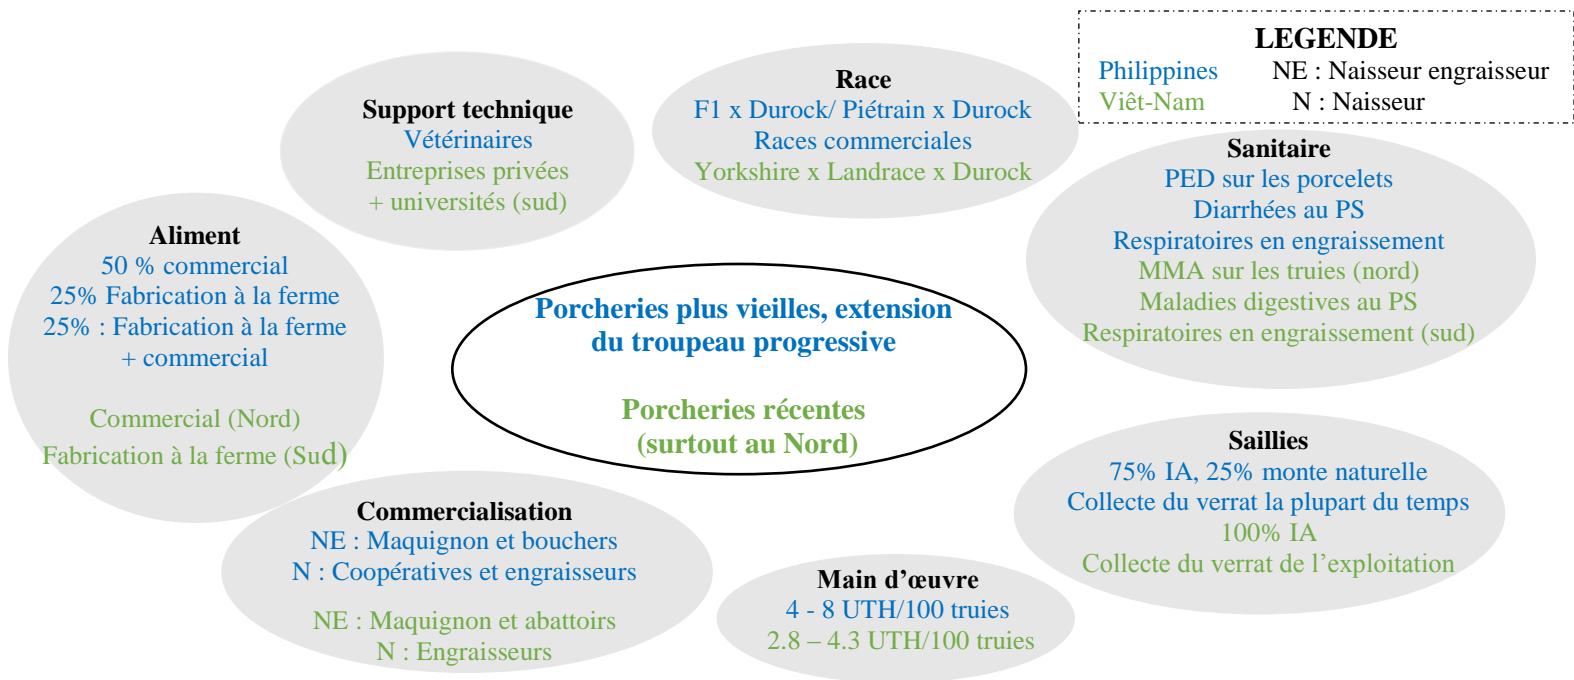 LEGENDE
Philippines NE : Naisseur engraisseur
Viêt-Nam N : Naisseur
Race
F1 x Durock/ Piétrain x Durock
Races commerciales
Yorkshire x Landrace x Durock
Support technique
Vétérinaires
Entreprises privées
+ universités (sud)
Sanitaire
PED sur les porcelets
Diarrhées au PS
Respiratoires en engraissement
MMA sur les truies (nord)
Maladies digestives au PS
Respiratoires en engraissement (sud)
Aliment
50 % commercial
25% Fabrication à la ferme
25% : Fabrication à la ferme
+ commercial
Commercial (Nord)
Fabrication à la ferme (Sud)
Porcheries plus vieilles, extension
du troupeau progressive
Porcheries récentes
(surtout au Nord)
Saillies
75% IA, 25% monte naturelle
Collecte du verrat la plupart du temps
100% IA
Collecte du verrat de l’exploitation
Commercialisation
NE : Maquignon et bouchers
N : Coopératives et engraisseurs
NE : Maquignon et abattoirs
N : Engraisseurs
Main d’œuvre
4 - 8 UTH/100 truies
2.8 – 4.3 UTH/100 truies